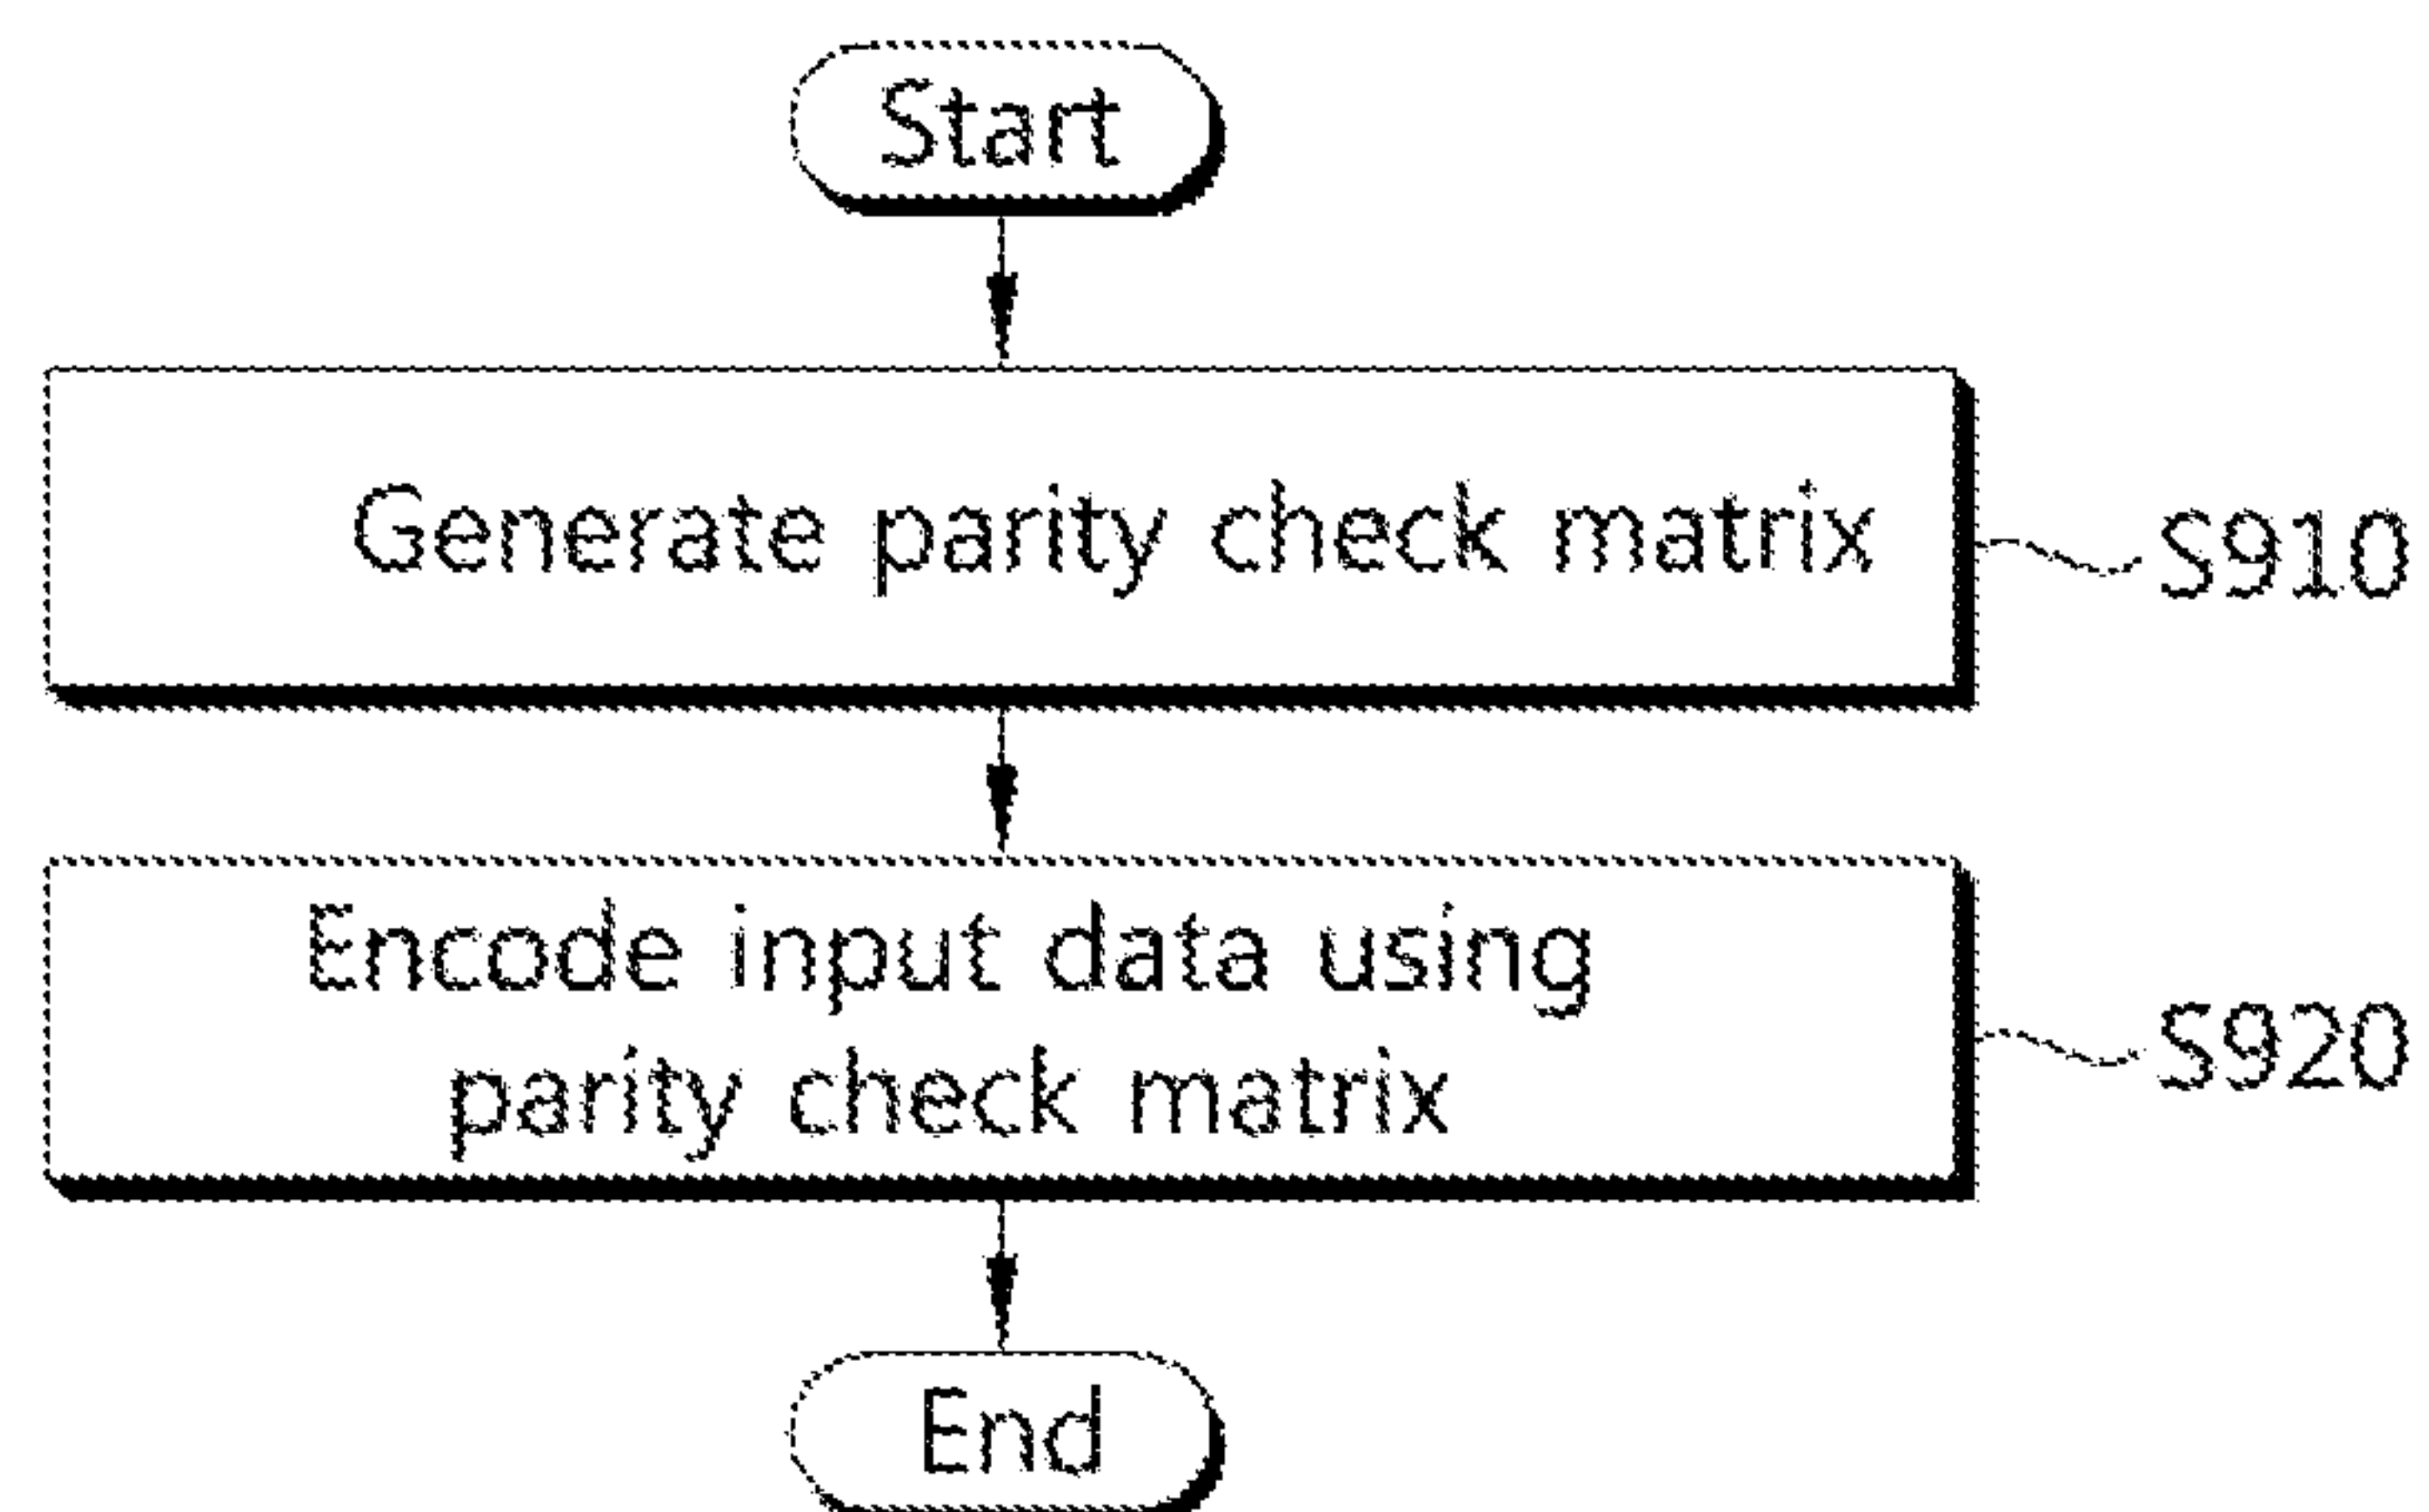 Start
Generate parity check matrix
S910
Encode input data using
parity check matrix
S920
End